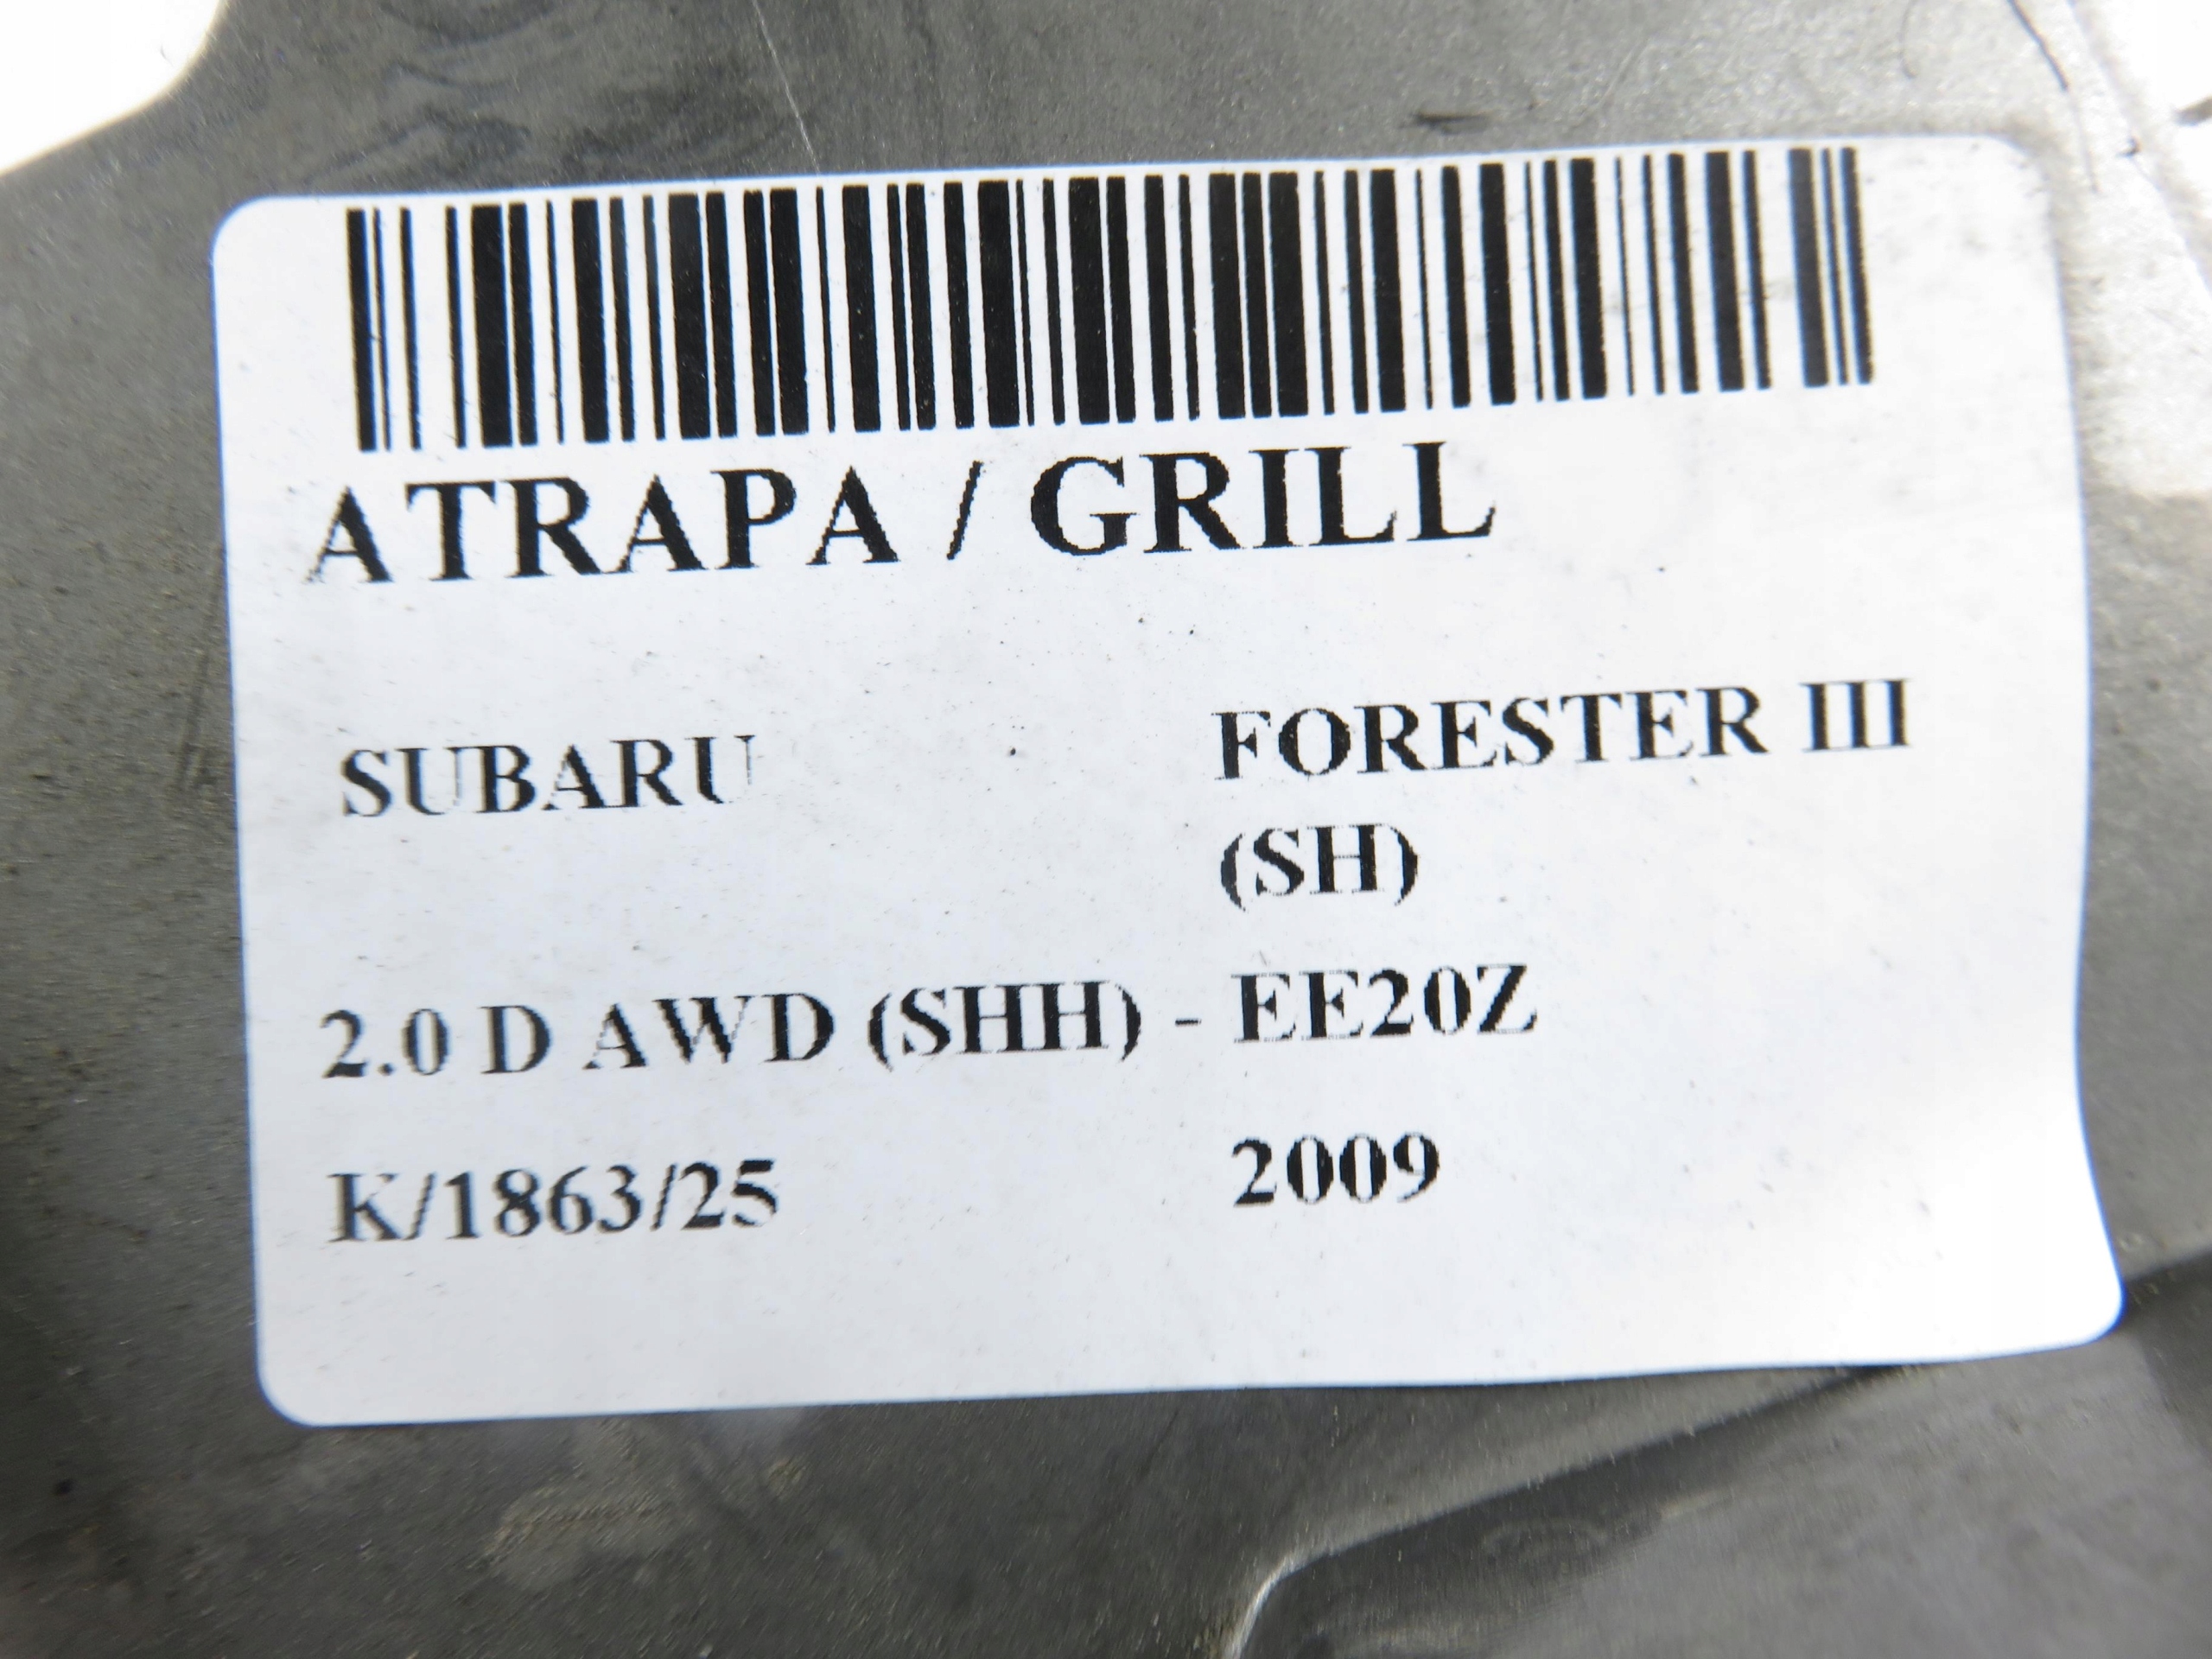 ATRAPA / GRILL
SUBARU FORESTER III
(SH)
2.0 D AWD (SHH) - EE20Z
K/1863/25 2009